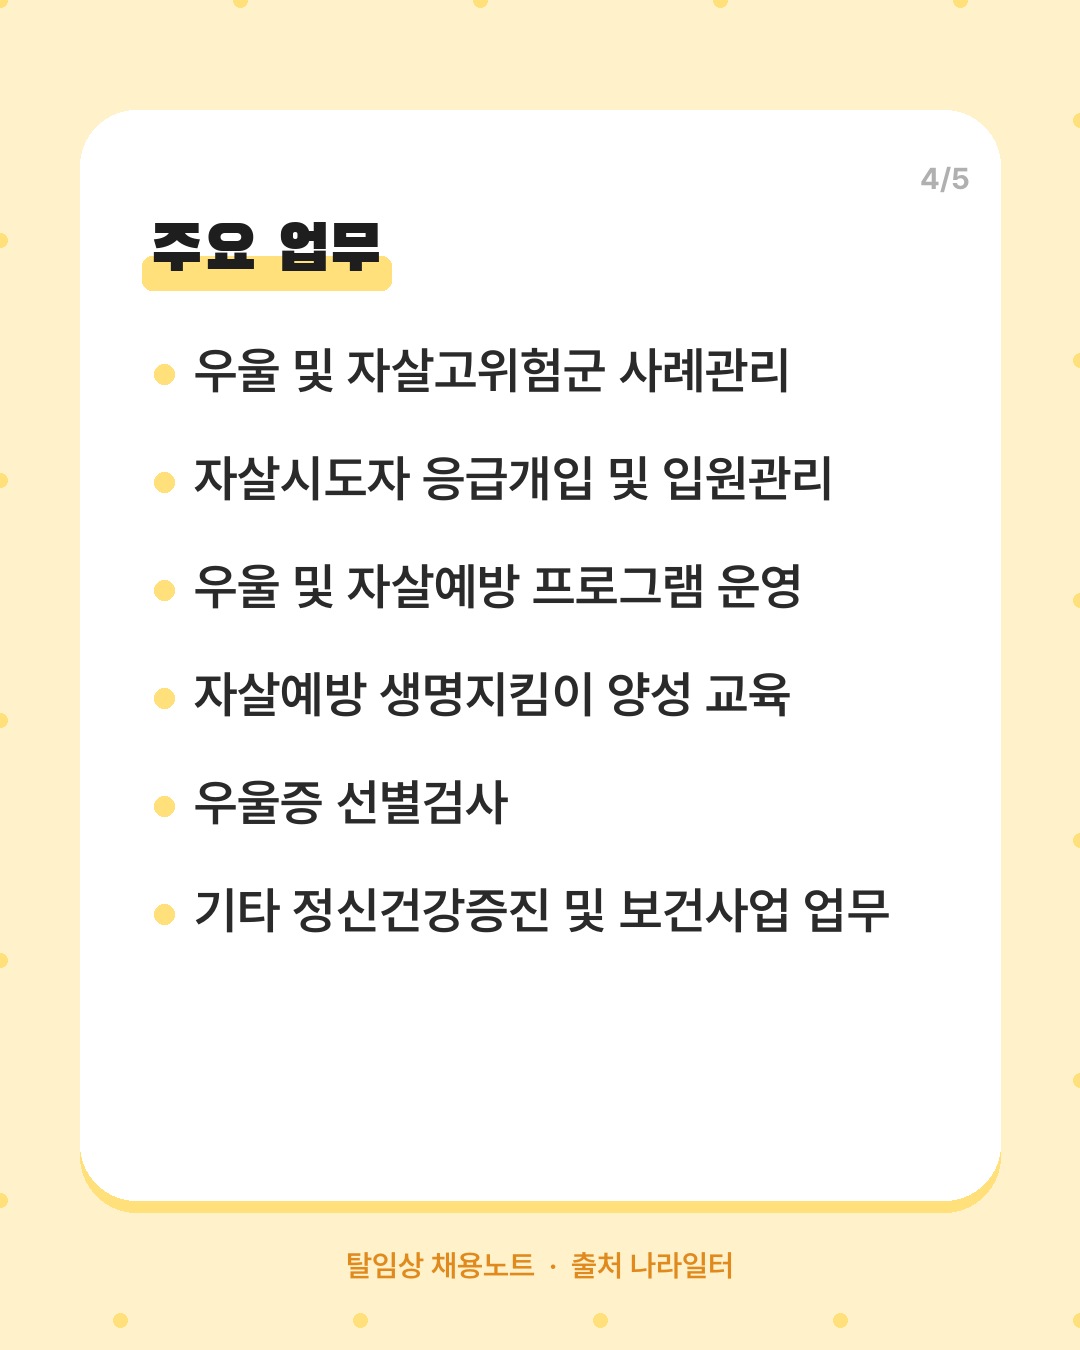 4/5
주요 업무
우울 및 자살고위험군 사례관리
자살시도자 응급개입 및 입원관리
우울 및 자살예방 프로그램 운영
자살예방 생명지킴이 양성 교육
우울증 선별검사
기타 정신건강증진 및 보건사업 업무
탈임상 채용노트 · 출처 나라일터